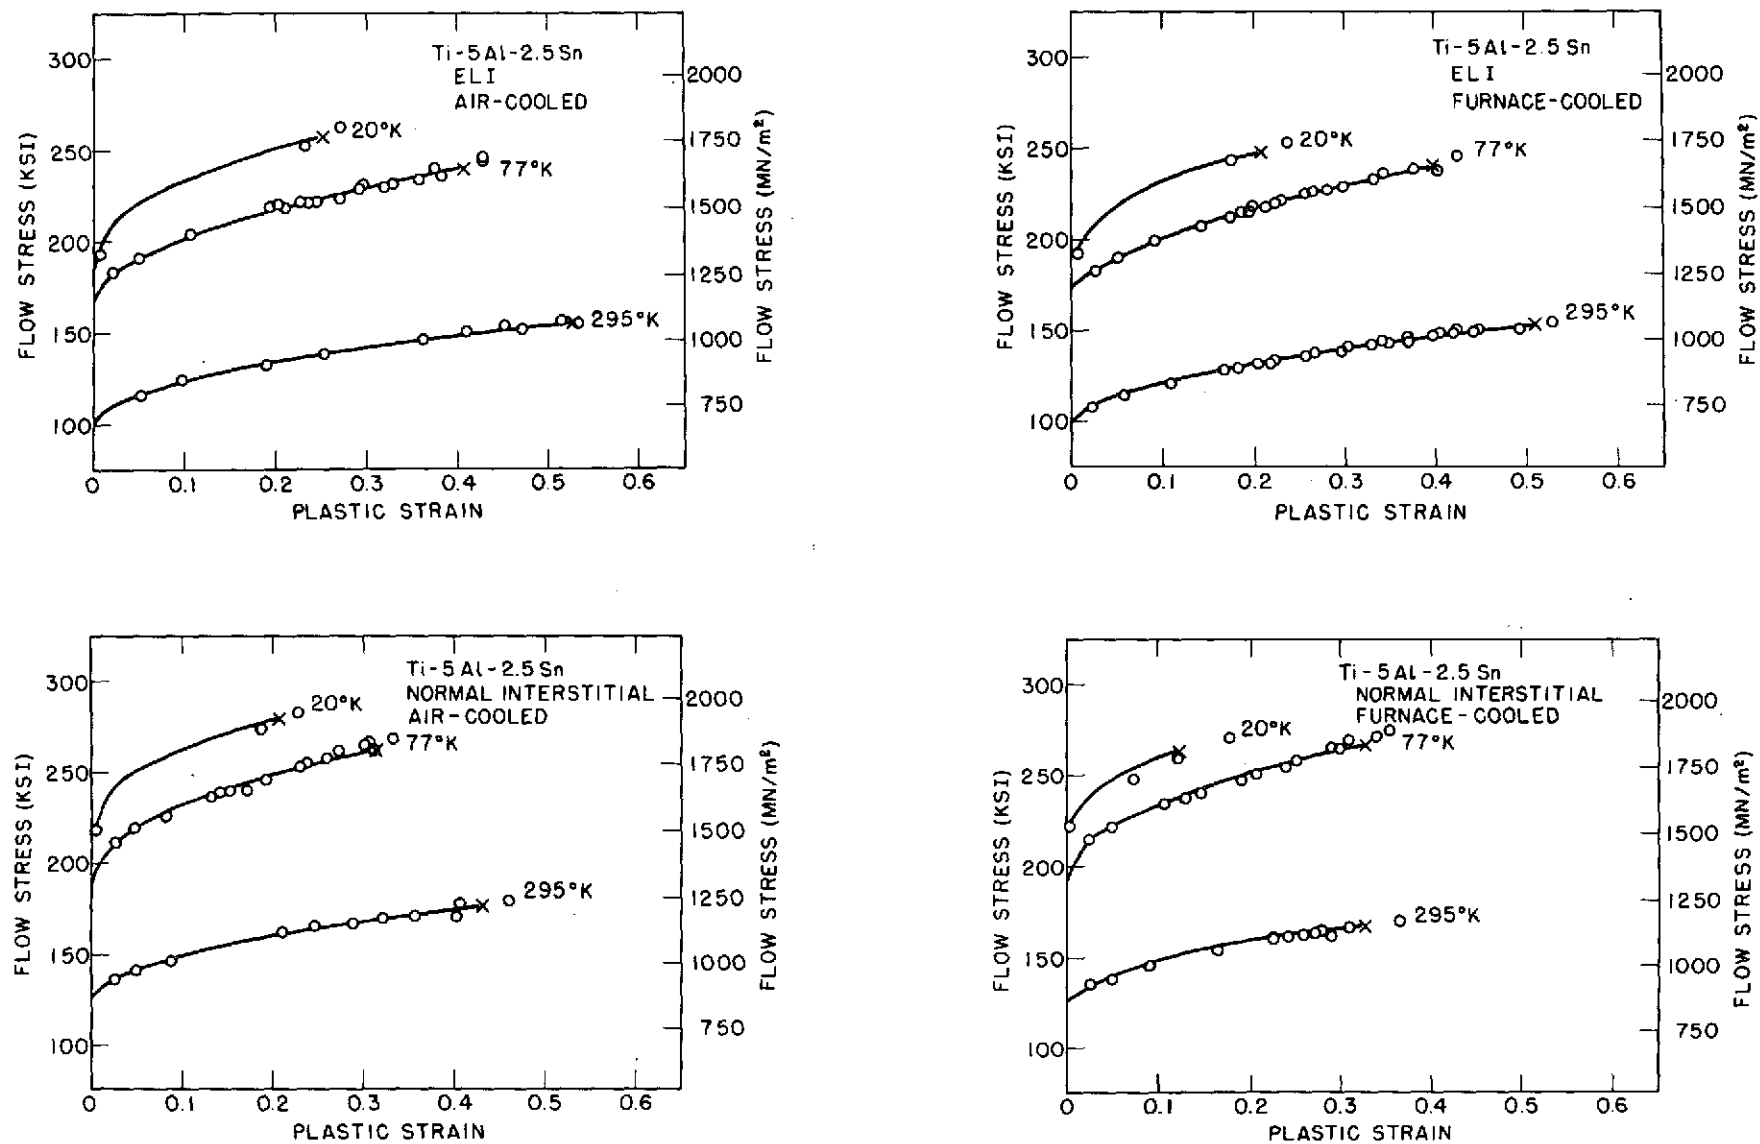 Ti-5Al-2.5Sn
ELI
AIR-COOLED
300
250
200
150
100
2000
1750
1500
1250
1000
750
20°K
77°K
295°K
FLOW STRESS (KSI)
FLOW STRESS (MN/m²)
0 0.1 0.2 0.3 0.4 0.5 0.6
PLASTIC STRAIN
Ti-5Al-2.5Sn
ELI
FURNACE-COOLED
300
250
200
150
100
2000
1750
1500
1250
1000
750
20°K
77°K
295°K
FLOW STRESS (KSI)
FLOW STRESS (MN/m²)
0 0.1 0.2 0.3 0.4 0.5 0.6
PLASTIC STRAIN
Ti-5Al-2.5Sn
NORMAL INTERSTITIAL
AIR-COOLED
300
250
200
150
100
2000
1750
1500
1250
1000
750
20°K
77°K
295°K
FLOW STRESS (KSI)
FLOW STRESS (MN/m²)
0 0.1 0.2 0.3 0.4 0.5 0.6
PLASTIC STRAIN
Ti-5Al-2.5Sn
NORMAL INTERSTITIAL
FURNACE-COOLED
300
250
200
150
100
2000
1750
1500
1250
1000
750
20°K
77°K
295°K
FLOW STRESS (KSI)
FLOW STRESS (MN/m²)
0 0.1 0.2 0.3 0.4 0.5 0.6
PLASTIC STRAIN